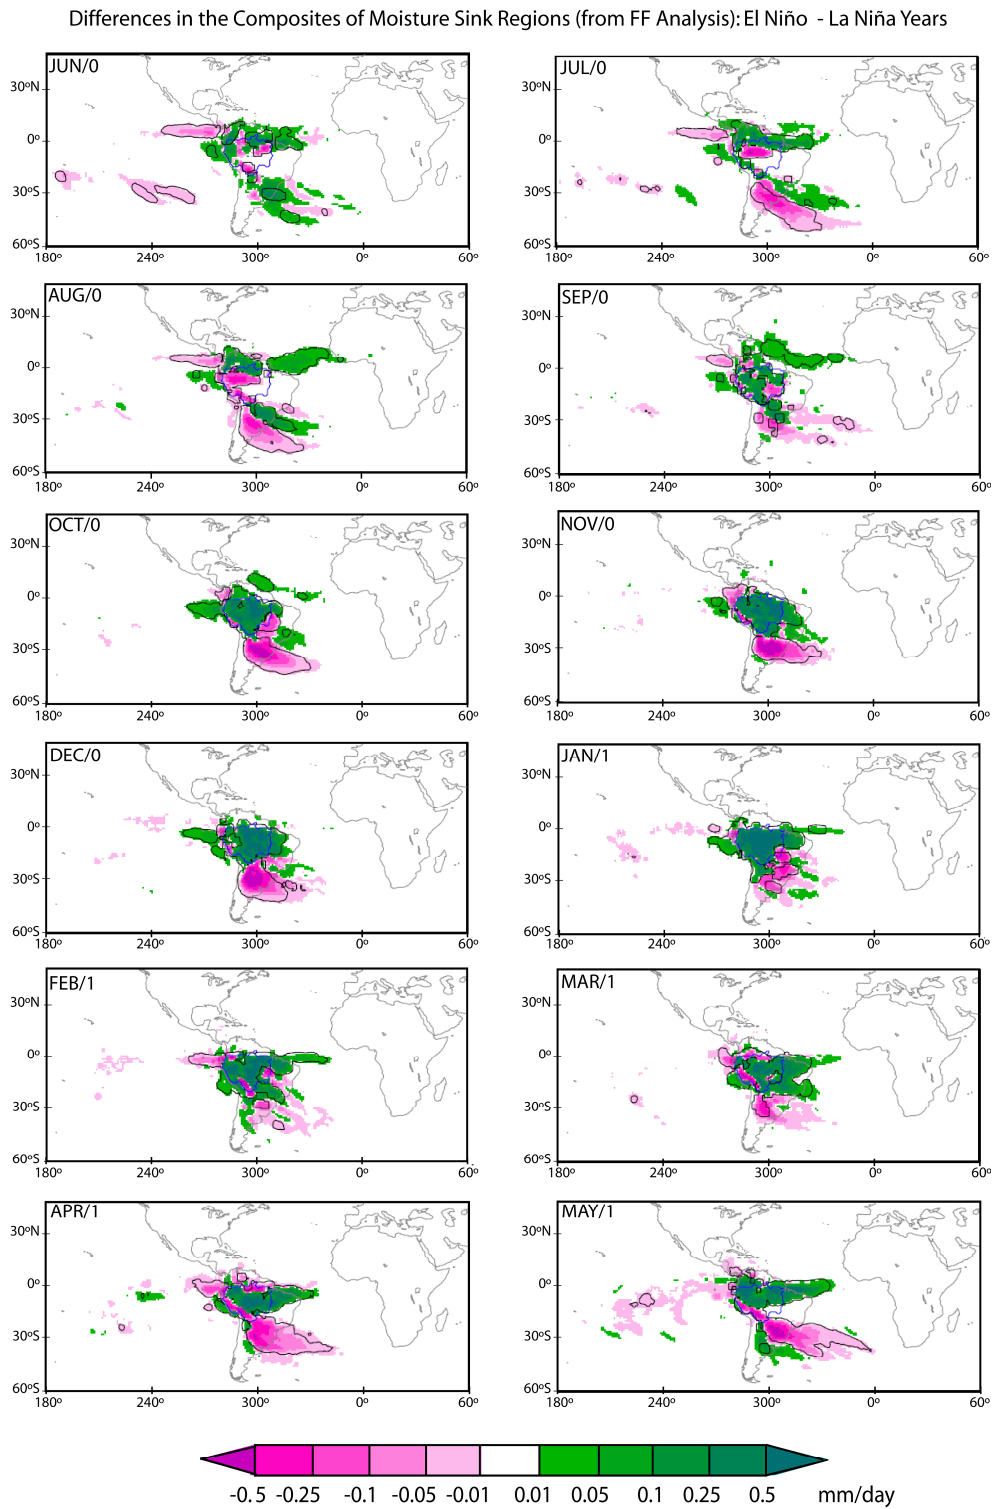 Differences in the Composites of Moisture Sink Regions (from FF Analysis): El Niño - La Niña Years
JUN/0
30ºN
0º
30ºS
60ºS
180º 240º 300º 0º 60º
JUL/0
30ºN
0º
30ºS
60ºS
180º 240º 300º 0º 60º
AUG/0
30ºN
0º
30ºS
60ºS
180º 240º 300º 0º 60º
SEP/0
30ºN
0º
30ºS
60ºS
180º 240º 300º 0º 60º
OCT/0
30ºN
0º
30ºS
60ºS
180º 240º 300º 0º 60º
NOV/0
30ºN
0º
30ºS
60ºS
180º 240º 300º 0º 60º
DEC/0
30ºN
0º
30ºS
60ºS
180º 240º 300º 0º 60º
JAN/1
30ºN
0º
30ºS
60ºS
180º 240º 300º 0º 60º
FEB/1
30ºN
0º
30ºS
60ºS
180º 240º 300º 0º 60º
MAR/1
30ºN
0º
30ºS
60ºS
180º 240º 300º 0º 60º
APR/1
30ºN
0º
30ºS
60ºS
180º 240º 300º 0º 60º
MAY/1
30ºN
0º
30ºS
60ºS
180º 240º 300º 0º 60º
-0.5 -0.25 -0.1 -0.05 -0.01 0.01 0.05 0.1 0.25 0.5 mm/day